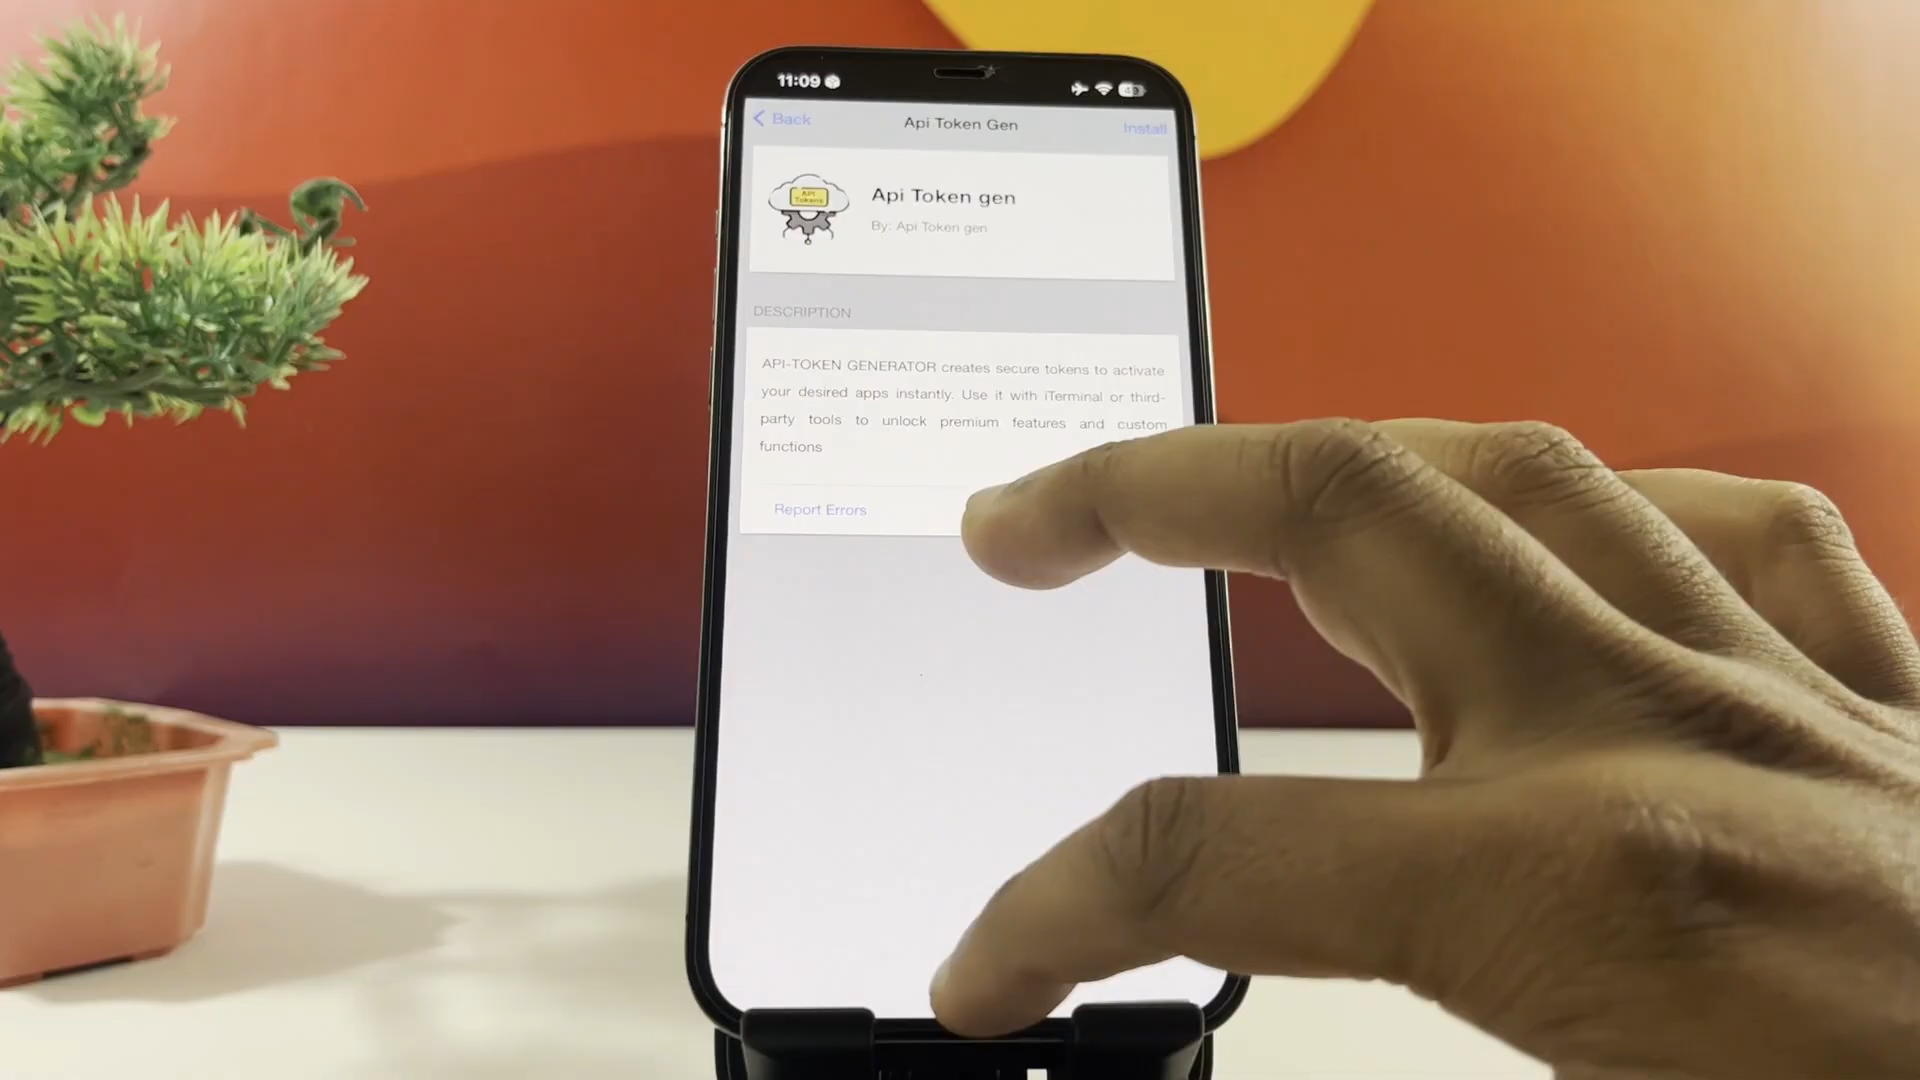 11:09
49
Back
Api Token Gen
Install
API
Tokens
Api Token gen
By: Api Token gen
DESCRIPTION
API-TOKEN GENERATOR creates secure tokens to activate
your desired apps instantly. Use it with iTerminal or third-
party tools to unlock premium features and custom
functions
Report Errors